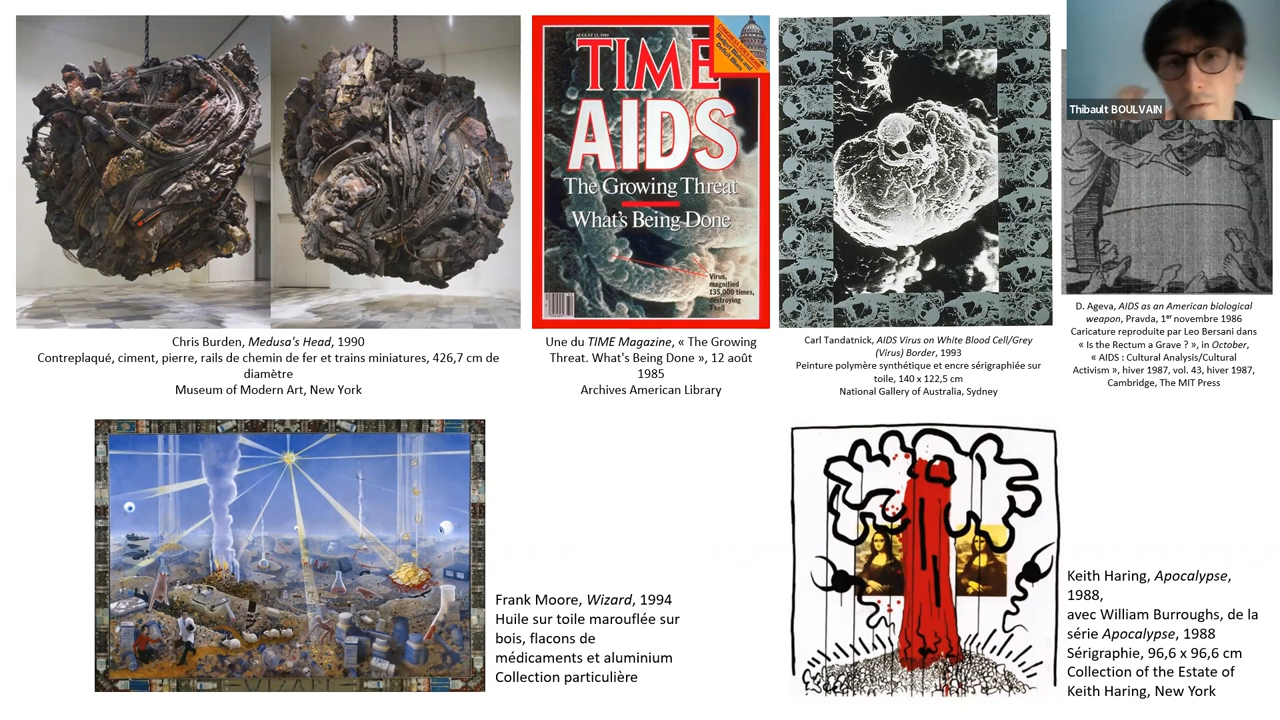 Thibault BOULVAIN
AUGUST 12, 1985
TIME
AIDS
The Growing Threat
What's Being Done
Virus,
magnified
135,000 times,
destroying
T cell
Chris Burden, Medusa's Head, 1990
Contreplaqué, ciment, pierre, rails de chemin de fer et trains miniatures, 426,7 cm de
diamètre
Museum of Modern Art, New York
Une du TIME Magazine, « The Growing
Threat. What's Being Done », 12 août
1985
Archives American Library
Carl Tandatnick, AIDS Virus on White Blood Cell/Grey
(Virus) Border, 1993
Peinture polymère synthétique et encre sérigraphiée sur
toile, 140 x 122,5 cm
National Gallery of Australia, Sydney
D. Ageva, AIDS as an American biological
weapon, Pravda, 1er novembre 1986
Caricature reproduite par Leo Bersani dans
« Is the Rectum a Grave ? », in October,
« AIDS : Cultural Analysis/Cultural
Activism », hiver 1987, vol. 43, hiver 1987,
Cambridge, The MIT Press
WIZARD
Frank Moore, Wizard, 1994
Huile sur toile marouflée sur
bois, flacons de
médicaments et aluminium
Collection particulière
Keith Haring, Apocalypse,
1988,
avec William Burroughs, de la
série Apocalypse, 1988
Sérigraphie, 96,6 x 96,6 cm
Collection of the Estate of
Keith Haring, New York